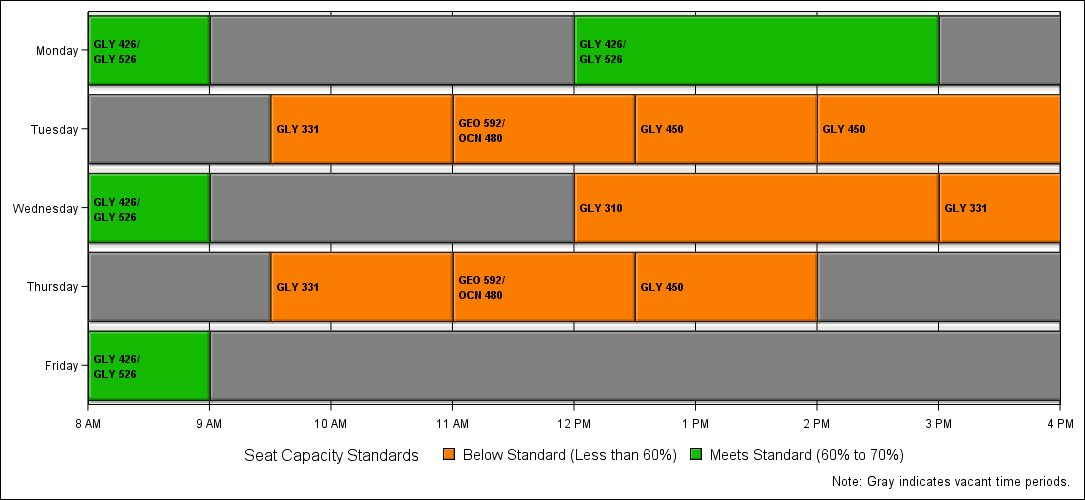 Monday
GLY 426/
GLY 526
GLY 426/
GLY 526
Tuesday
GLY 331
GEO 592/
OCN 480
GLY 450
GLY 450
Wednesday
GLY 426/
GLY 526
GLY 310
GLY 331
Thursday
GLY 331
GEO 592/
OCN 480
GLY 450
Friday
GLY 426/
GLY 526
8 AM 9 AM 10 AM 11 AM 12 PM 1 PM 2 PM 3 PM 4 PM
Seat Capacity Standards Below Standard (Less than 60%) Meets Standard (60% to 70%)
Note: Gray indicates vacant time periods.